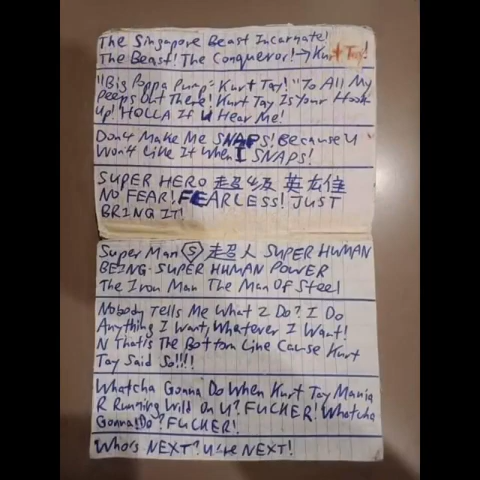 The Singapore Beast Incarnate!
The Beast! The Conqueror! → Kurt Tay!
"Big Poppa Pump - Kurt Tay!" "To All My
Peeps Out There! Kurt Tay Is Your Hook
Up! HOLLA If U Hear Me!
Don't Make Me SNAPS! Because U
Won't Like It When I SNAPS!
SUPER HERO 超级 英雄
NO FEAR! FEARLESS! JUST
BRING IT!
Super Man S 超人 SUPER HUMAN
BEING. SUPER HUMAN POWER
The Iron Man The Man Of Steel
Nobody Tells Me What 2 Do? I Do
Anything I Want, Whatever I Want!
N That's The Bottom Line Cause Kurt
Tay Said So!!!!
Whatcha Gonna Do When Kurt Tay Mania
R Running Wild On U? FUCKER! Whatcha
Gonna Do? FUCKER!
Who's NEXT? U're NEXT!